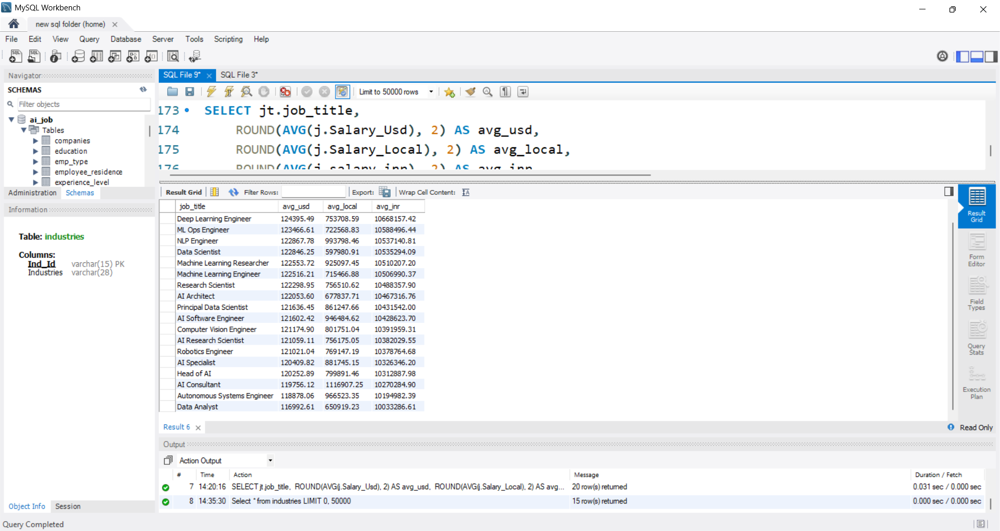 MySQL Workbench
new sql folder (home)
File Edit View Query Database Server Tools Scripting Help
Navigator
SCHEMAS
Filter objects
ai_job
Tables
companies
education
emp_type
employee_residence
experience_level
Administration Schemas
Information
Table: industries
Columns:
Ind_Id varchar(15) PK
Industries varchar(28)
Object Info Session
SQL File 9* SQL File 3*
Limit to 50000 rows
173 SELECT jt.job_title,
174 ROUND(AVG(j.Salary_Usd), 2) AS avg_usd,
175 ROUND(AVG(j.Salary_Local), 2) AS avg_local,
176 ROUND(AVG(j.salary_inr), 2) AS avg_inr
Result Grid Filter Rows: Export: Wrap Cell Content:
job_title avg_usd avg_local avg_inr
Deep Learning Engineer 124395.49 753708.59 10668157.42
ML Ops Engineer 123466.61 722568.83 10588496.44
NLP Engineer 122867.78 993798.46 10537140.81
Data Scientist 122846.25 597980.91 10535294.09
Machine Learning Researcher 122553.72 925097.45 10510207.20
Machine Learning Engineer 122516.21 715466.88 10506990.37
Research Scientist 122298.95 756510.62 10488357.90
AI Architect 122053.60 677837.71 10467316.76
Principal Data Scientist 121636.45 861247.66 10431542.00
AI Software Engineer 121602.42 946484.62 10428623.70
Computer Vision Engineer 121174.90 801751.04 10391959.31
AI Research Scientist 121059.11 756175.05 10382029.55
Robotics Engineer 121021.04 769147.19 10378764.68
AI Specialist 120409.82 881745.15 10326346.20
Head of AI 120252.89 799891.46 10312887.98
AI Consultant 119756.12 1116907.25 10270284.90
Autonomous Systems Engineer 118878.06 966523.35 10194982.39
Data Analyst 116992.61 650919.23 10033286.61
Result
Grid
Form
Editor
Field
Types
Query
Stats
Execution
Plan
Result 6
Read Only
Output
Action Output
# Time Action Message Duration / Fetch
7 14:20:16 SELECT jt.job_title, ROUND(AVG(j.Salary_Usd), 2) AS avg_usd, ROUND(AVG(j.Salary_Local), 2) AS avg... 20 row(s) returned 0.031 sec / 0.000 sec
8 14:35:30 Select * from industries LIMIT 0, 50000 15 row(s) returned 0.000 sec / 0.000 sec
Query Completed